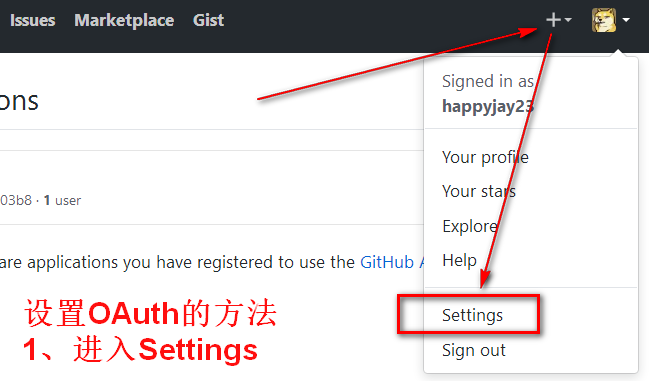 Issues Marketplace Gist
ons
Signed in as
happyjay23
03b8 · 1 user
Your profile
Your stars
Explore
are applications you have registered to use the GitHub A
Help
设置OAuth的方法
1、进入Settings
Settings
Sign out